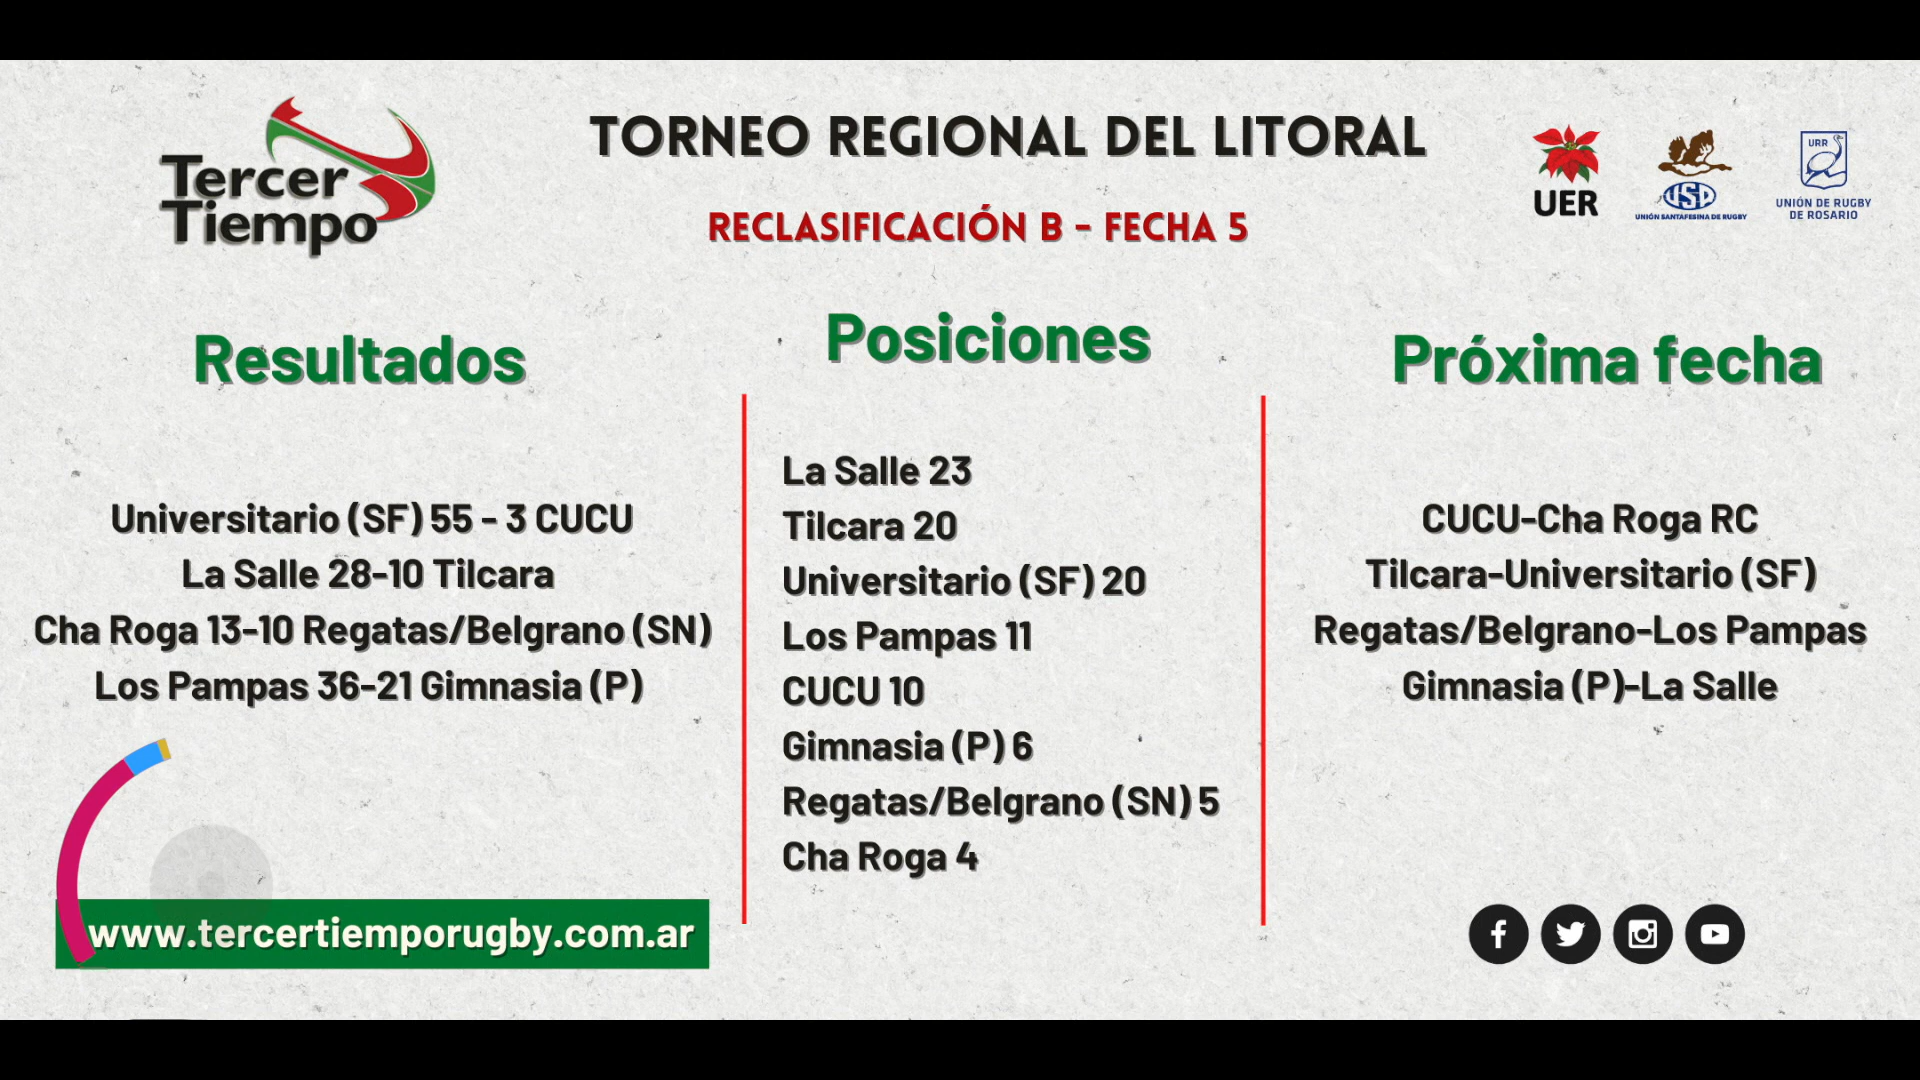 Tercer
Tiempo
TORNEO REGIONAL DEL LITORAL
RECLASIFICACIÓN B - FECHA 5
UER
USR
UNIÓN SANTAFESINA DE RUGBY
URR
UNIÓN DE RUGBY
DE ROSARIO
Resultados
Universitario (SF) 55 - 3 CUCU
La Salle 28-10 Tilcara
Cha Roga 13-10 Regatas/Belgrano (SN)
Los Pampas 36-21 Gimnasia (P)
www.tercertiemporugby.com.ar
Posiciones
La Salle 23
Tilcara 20
Universitario (SF) 20
Los Pampas 11
CUCU 10
Gimnasia (P) 6
Regatas/Belgrano (SN) 5
Cha Roga 4
Próxima fecha
CUCU-Cha Roga RC
Tilcara-Universitario (SF)
Regatas/Belgrano-Los Pampas
Gimnasia (P)-La Salle